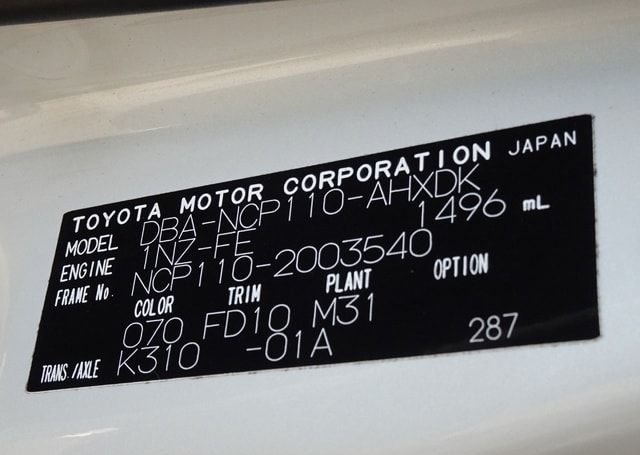 TOYOTA MOTOR CORPORATION JAPAN
MODEL DBA-NCP110-AHXDK
ENGINE 1NZ-FE 1496 mL
FRAME No. NCP110-2003540
COLOR TRIM PLANT OPTION
070 FD10 M31
TRANS./AXLE K310 -01A 287